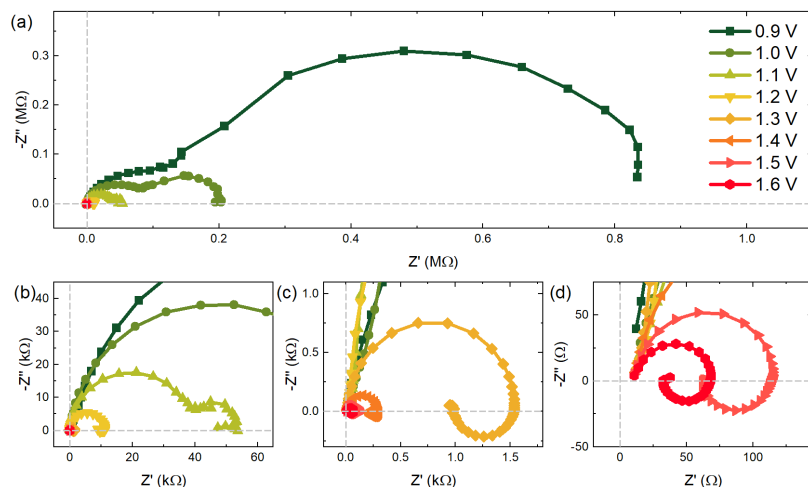 (a)
0.9 V
1.0 V
1.1 V
1.2 V
1.3 V
1.4 V
1.5 V
1.6 V
-Z'' (MΩ)
0.3
0.2
0.1
0.0
0.0 0.2 0.4 0.6 0.8 1.0
Z' (MΩ)
(b)
-Z'' (kΩ)
40
30
20
10
0
0 20 40 60
Z' (kΩ)
(c)
-Z'' (kΩ)
1.0
0.5
0.0
0.0 0.5 1.0 1.5
Z' (kΩ)
(d)
-Z'' (Ω)
50
0
-50
0 50 100
Z' (Ω)